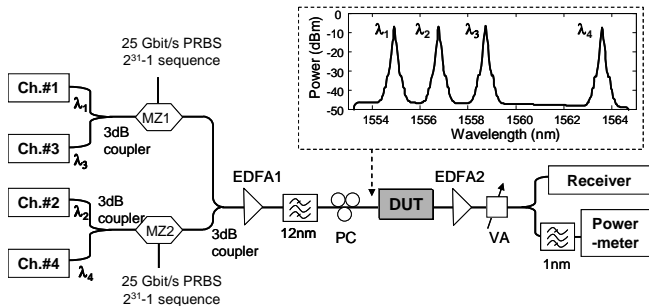 25 Gbit/s PRBS
2³¹-1 sequence
Ch.#1
λ₁
MZ1
3dB
coupler
Ch.#3
λ₃
Ch.#2
3dB
coupler
λ₂
MZ2
Ch.#4
λ₄
25 Gbit/s PRBS
2³¹-1 sequence
3dB
coupler
EDFA1
12nm
PC
DUT
EDFA2
VA
Receiver
Power
-meter
1nm
Power (dBm)
0
-10
-20
-30
-40
-50
λ₁
λ₂
λ₃
λ₄
1554 1556 1558 1560 1562 1564
Wavelength (nm)